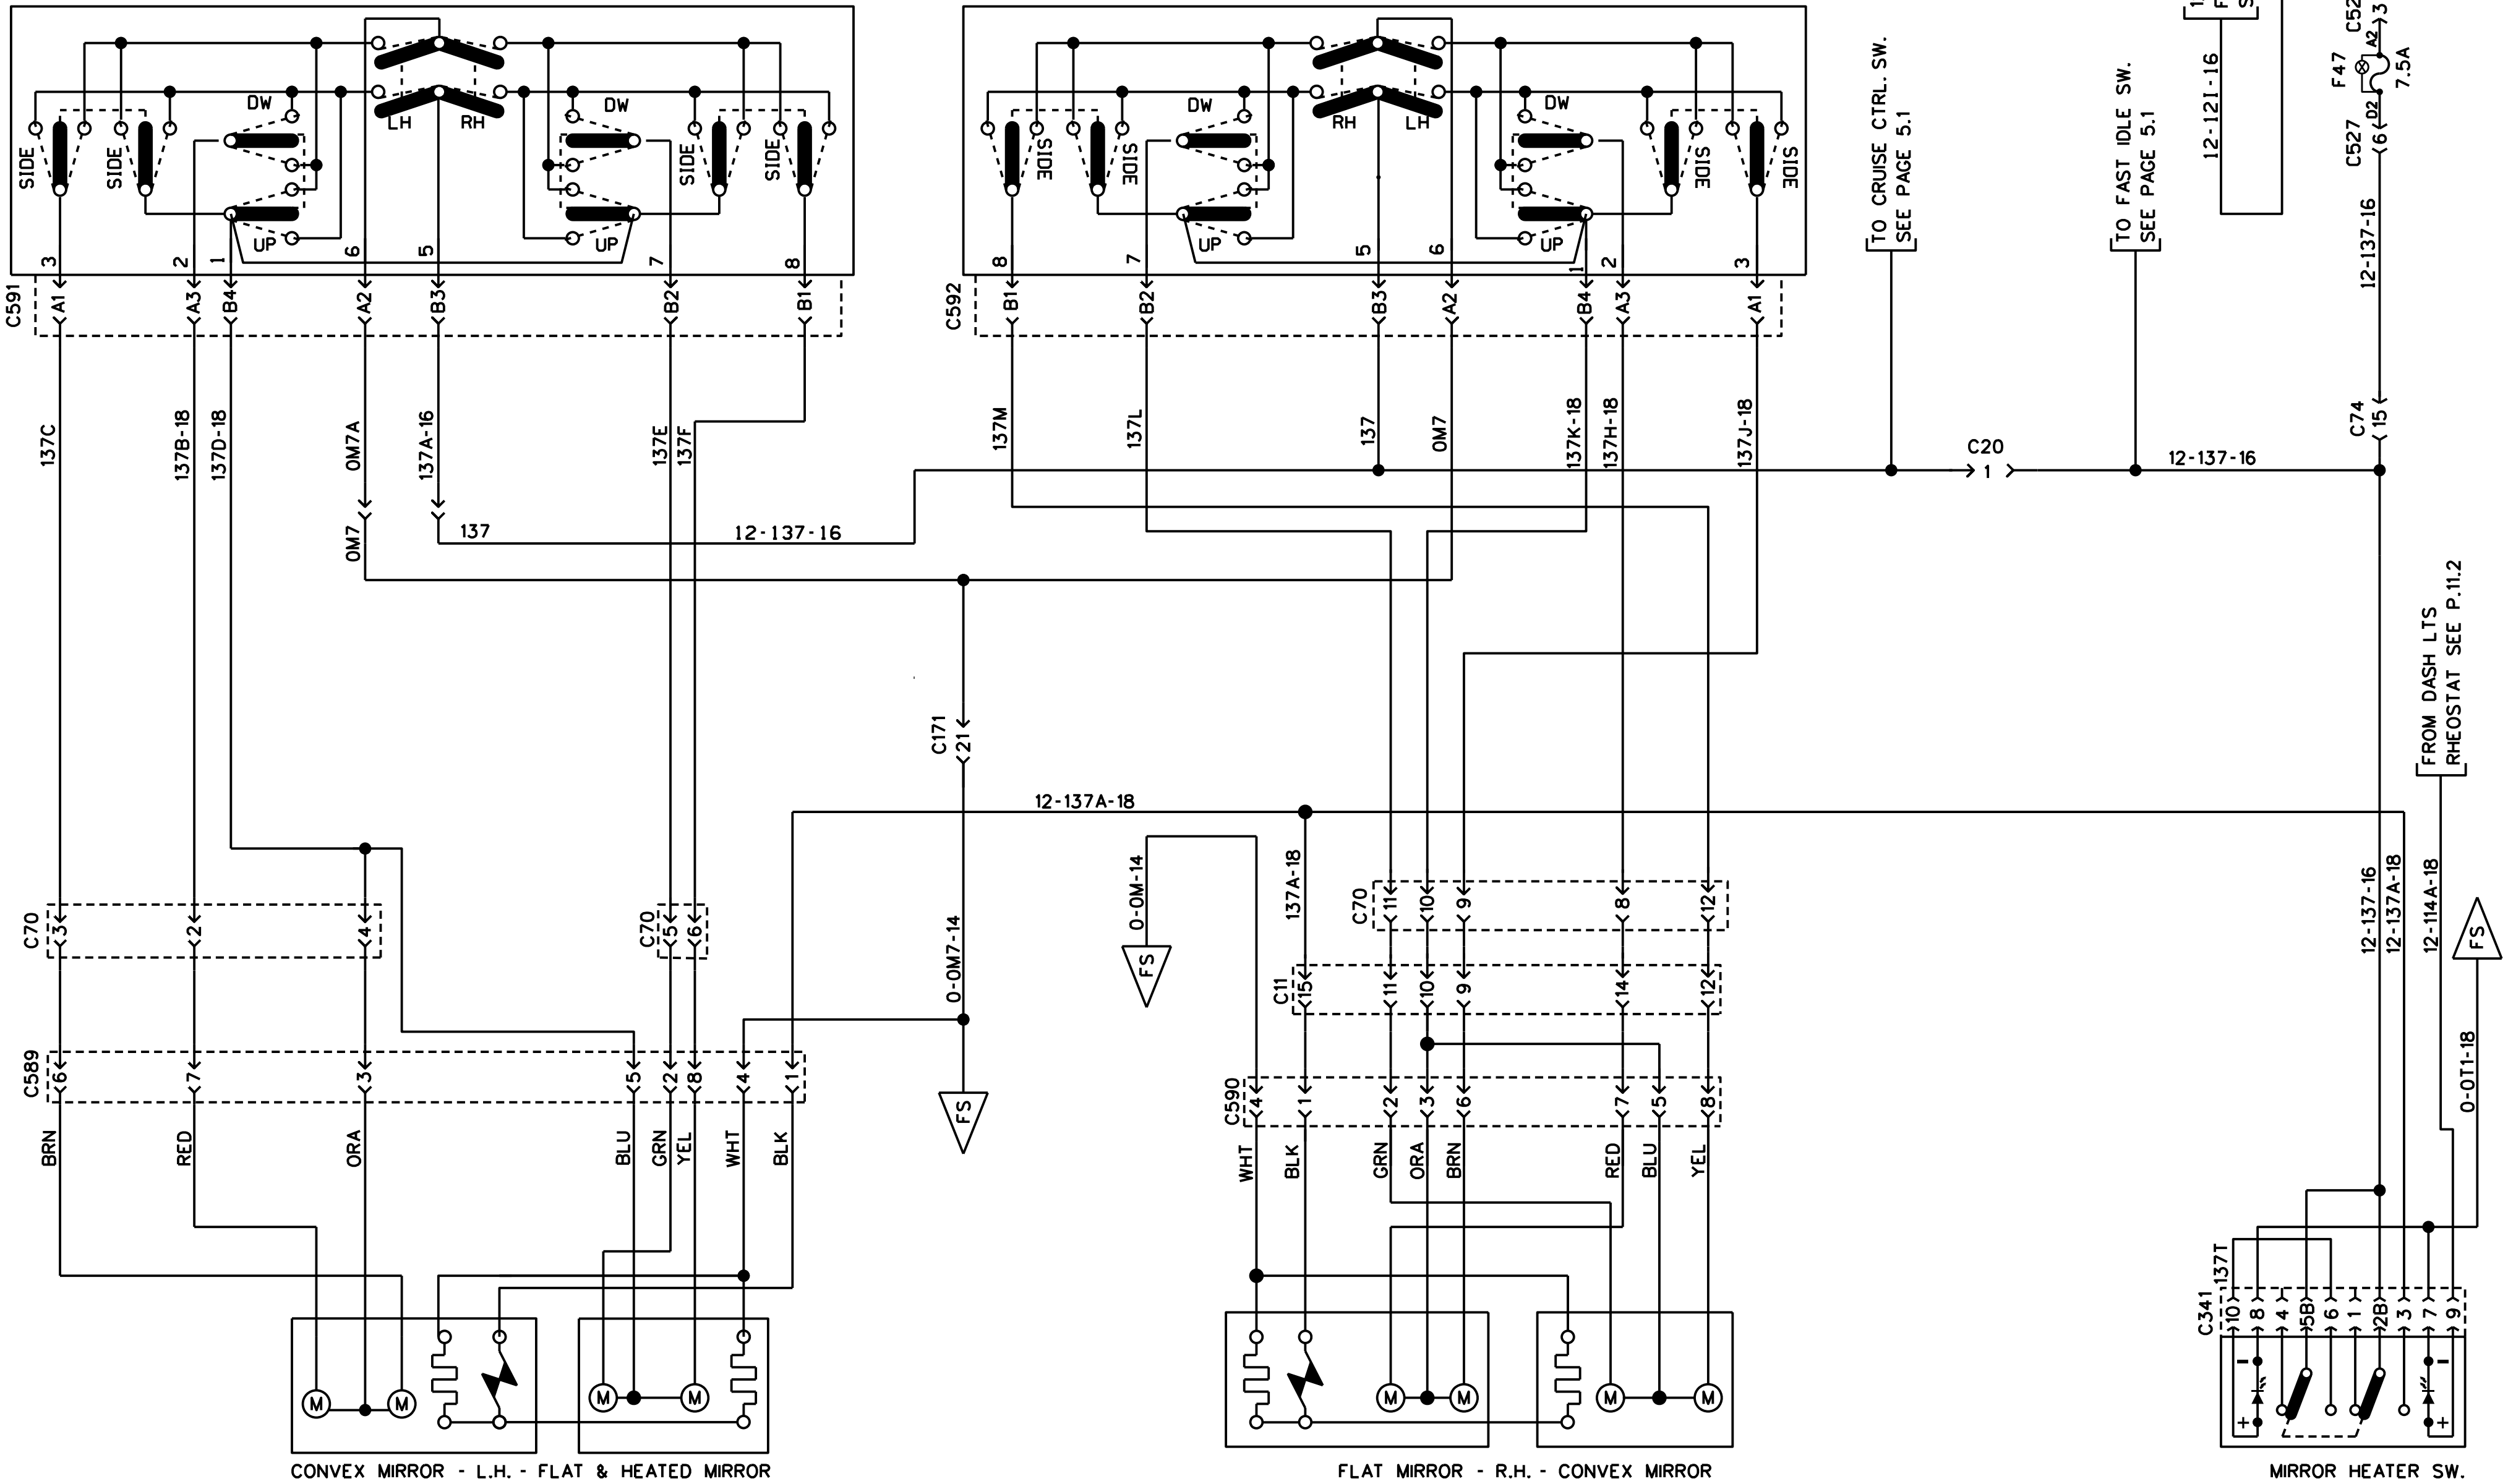 SIDE
SIDE
DW
UP
LH
RH
DW
UP
SIDE
SIDE
3
2
1
6
5
7
8
C591
A1
A3
B4
A2
B3
B2
B1
SIDE
SIDE
DW
UP
RH
LH
DW
UP
SIDE
SIDE
8
7
5
6
1
2
3
C592
B1
B2
B3
A2
B4
A3
A1
TO CRUISE CTRL. SW.
SEE PAGE 5.1
TO FAST IDLE SW.
SEE PAGE 5.1
12-121-16
3
A2
F47
7.5A
D2
C527
6
12-137-16
C74
15
137C
137B-18
137D-18
0M7A
137A-16
137E
137F
137M
137L
137
0M7
137K-18
137H-18
137J-18
C20
1
12-137-16
0M7
137
12-137-16
C171
21
FROM DASH LTS
RHEOSTAT SEE P.11.2
12-137A-18
0-0M-14
FS
137A-18
C70
11
10
9
8
12
12-137-16
12-137A-18
12-114A-18
FS
C70
3
2
4
C70
5
6
0-0M7-14
FS
C11
15
11
10
9
14
12
0-0T1-18
C589
6
7
3
5
2
8
4
1
C590
4
1
2
3
6
7
5
8
BRN
RED
ORA
BLU
GRN
YEL
WHT
BLK
WHT
BLK
GRN
ORA
BRN
RED
BLU
YEL
137T
C341
10
8
4
5B
6
1
2B
3
7
9
M
M
M
M
M
M
M
M
-
+
-
+
CONVEX MIRROR - L.H. - FLAT & HEATED MIRROR
FLAT MIRROR - R.H. - CONVEX MIRROR
MIRROR HEATER SW.